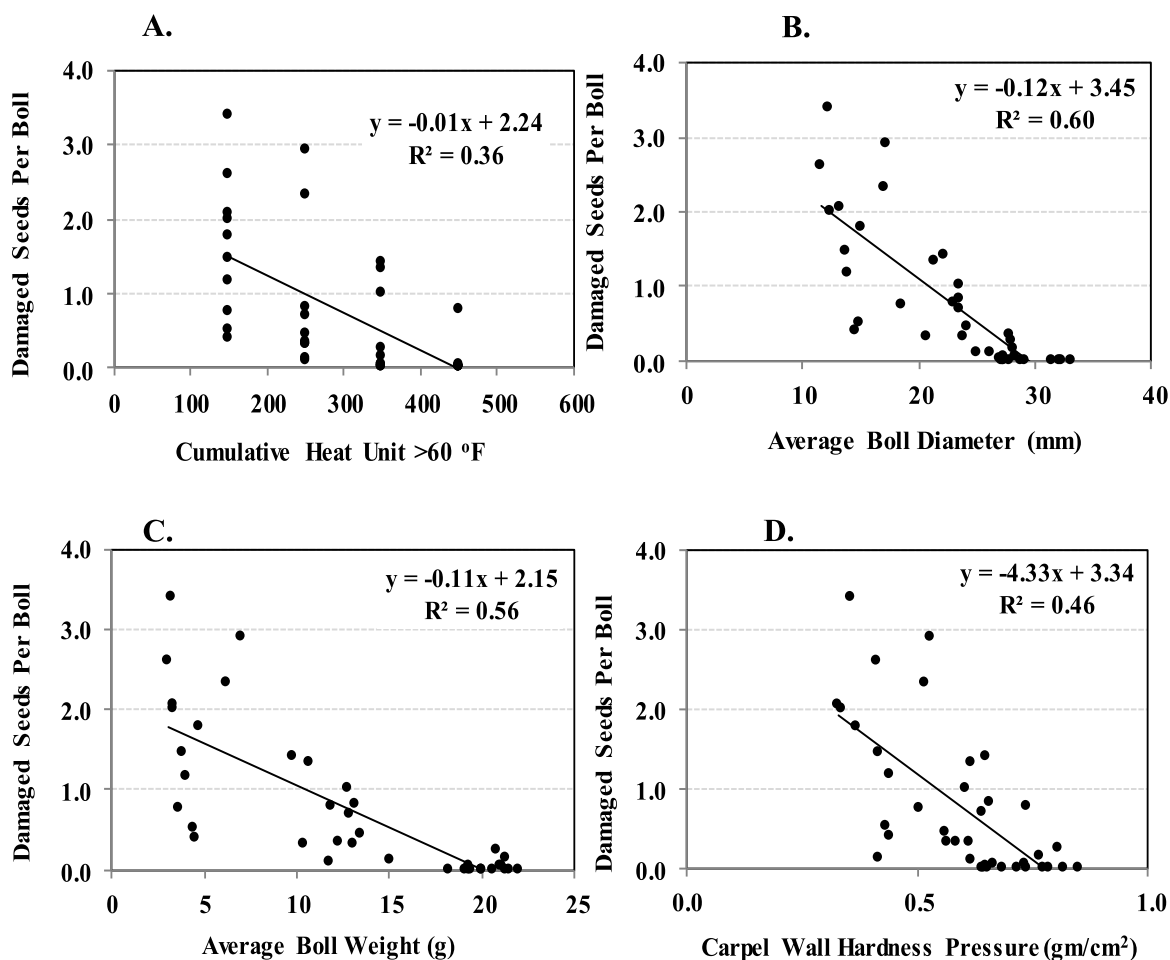 A.
Damaged Seeds Per Boll
4.0
3.0
2.0
1.0
0.0
y = -0.01x + 2.24
R² = 0.36
0 100 200 300 400 500 600
Cumulative Heat Unit >60 ºF
B.
Damaged Seeds Per Boll
4.0
3.0
2.0
1.0
0.0
y = -0.12x + 3.45
R² = 0.60
0 10 20 30 40
Average Boll Diameter (mm)
C.
Damaged Seeds Per Boll
4.0
3.0
2.0
1.0
0.0
y = -0.11x + 2.15
R² = 0.56
0 5 10 15 20 25
Average Boll Weight (g)
D.
Damaged Seeds Per Boll
4.0
3.0
2.0
1.0
0.0
y = -4.33x + 3.34
R² = 0.46
0.0 0.5 1.0
Carpel Wall Hardness Pressure (gm/cm²)